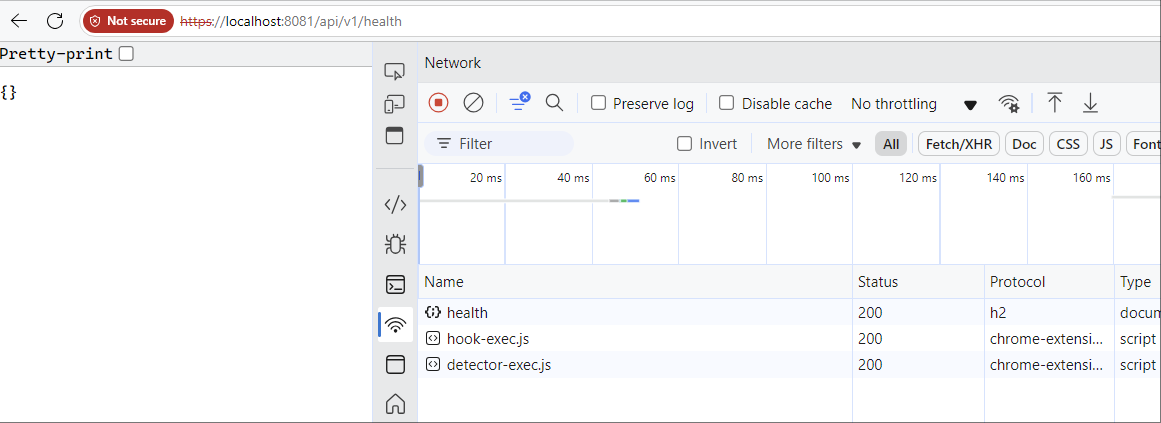 Not secure https://localhost:8081/api/v1/health
Pretty-print
{}
Network
Preserve log Disable cache No throttling
Filter Invert More filters All Fetch/XHR Doc CSS JS Font
20 ms 40 ms 60 ms 80 ms 100 ms 120 ms 140 ms 160 ms
Name Status Protocol Type
health 200 h2 docum
hook-exec.js 200 chrome-extensi... script
detector-exec.js 200 chrome-extensi... script